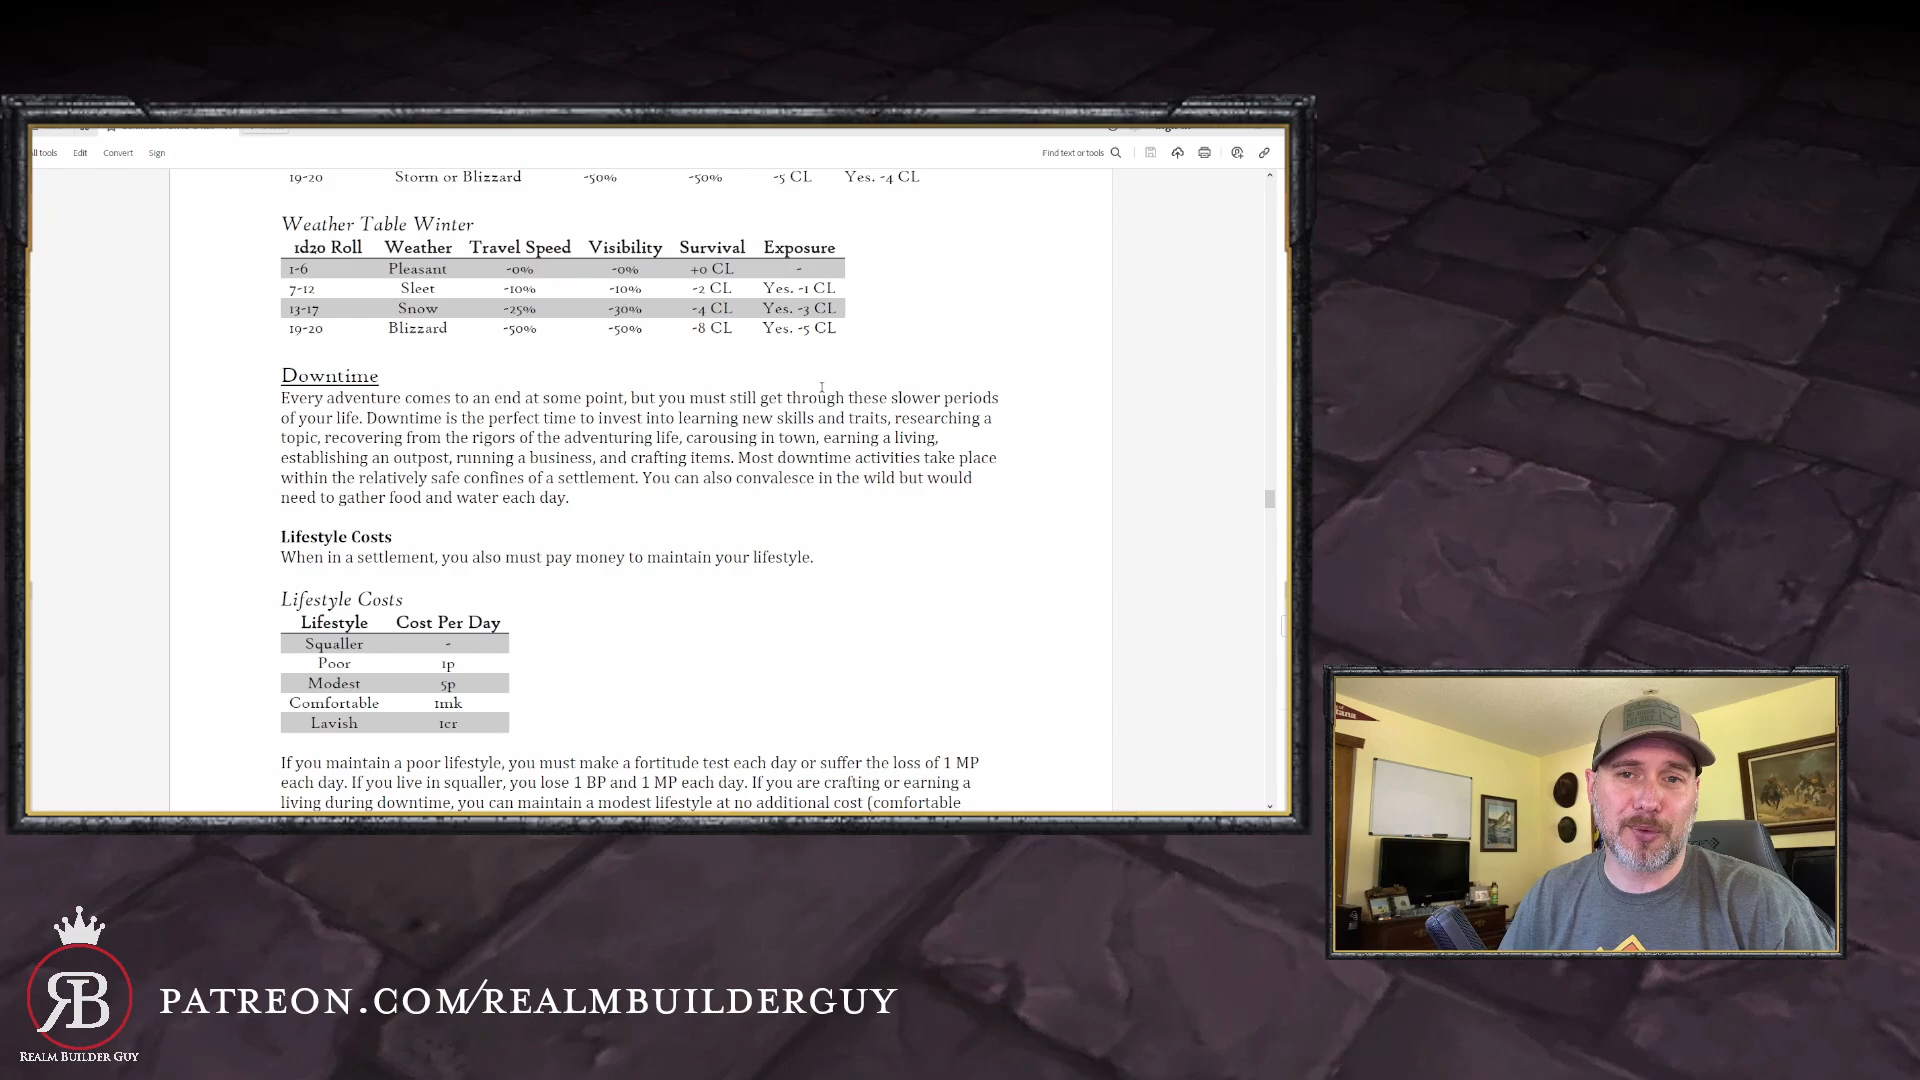 All tools Edit Convert Sign Find text or tools
19-20 Storm or Blizzard -50% -50% -5 CL Yes. -4 CL
Weather Table Winter
1d20 Roll Weather Travel Speed Visibility Survival Exposure
1-6 Pleasant -0% -0% +0 CL -
7-12 Sleet -10% -10% -2 CL Yes. -1 CL
13-17 Snow -25% -30% -4 CL Yes. -3 CL
19-20 Blizzard -50% -50% -8 CL Yes. -5 CL
Downtime
Every adventure comes to an end at some point, but you must still get through these slower periods
of your life. Downtime is the perfect time to invest into learning new skills and traits, researching a
topic, recovering from the rigors of the adventuring life, carousing in town, earning a living,
establishing an outpost, running a business, and crafting items. Most downtime activities take place
within the relatively safe confines of a settlement. You can also convalesce in the wild but would
need to gather food and water each day.
Lifestyle Costs
When in a settlement, you also must pay money to maintain your lifestyle.
Lifestyle Costs
Lifestyle Cost Per Day
Squaller -
Poor 1p
Modest 5p
Comfortable 1mk
Lavish 1cr
If you maintain a poor lifestyle, you must make a fortitude test each day or suffer the loss of 1 MP
each day. If you live in squaller, you lose 1 BP and 1 MP each day. If you are crafting or earning a
living during downtime, you can maintain a modest lifestyle at no additional cost (comfortable
RB
REALM BUILDER GUY
PATREON.COM/REALMBUILDERGUY